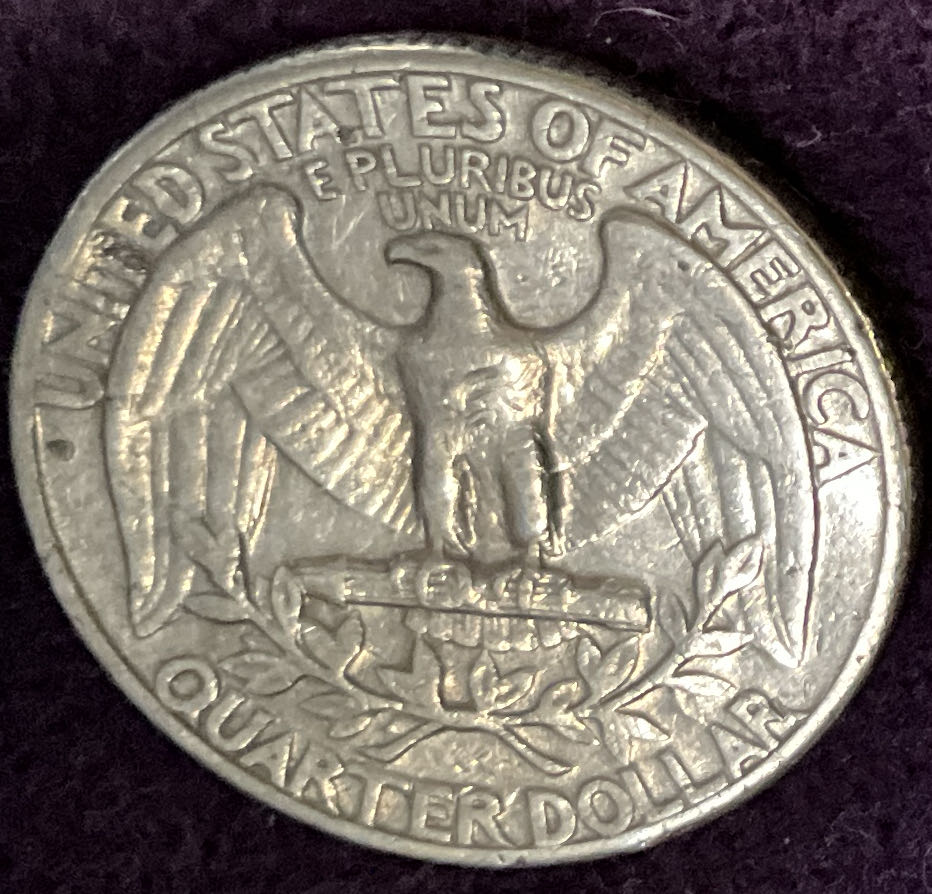 UNITED STATES OF AMERICA
E PLURIBUS
UNUM
QUARTER DOLLAR